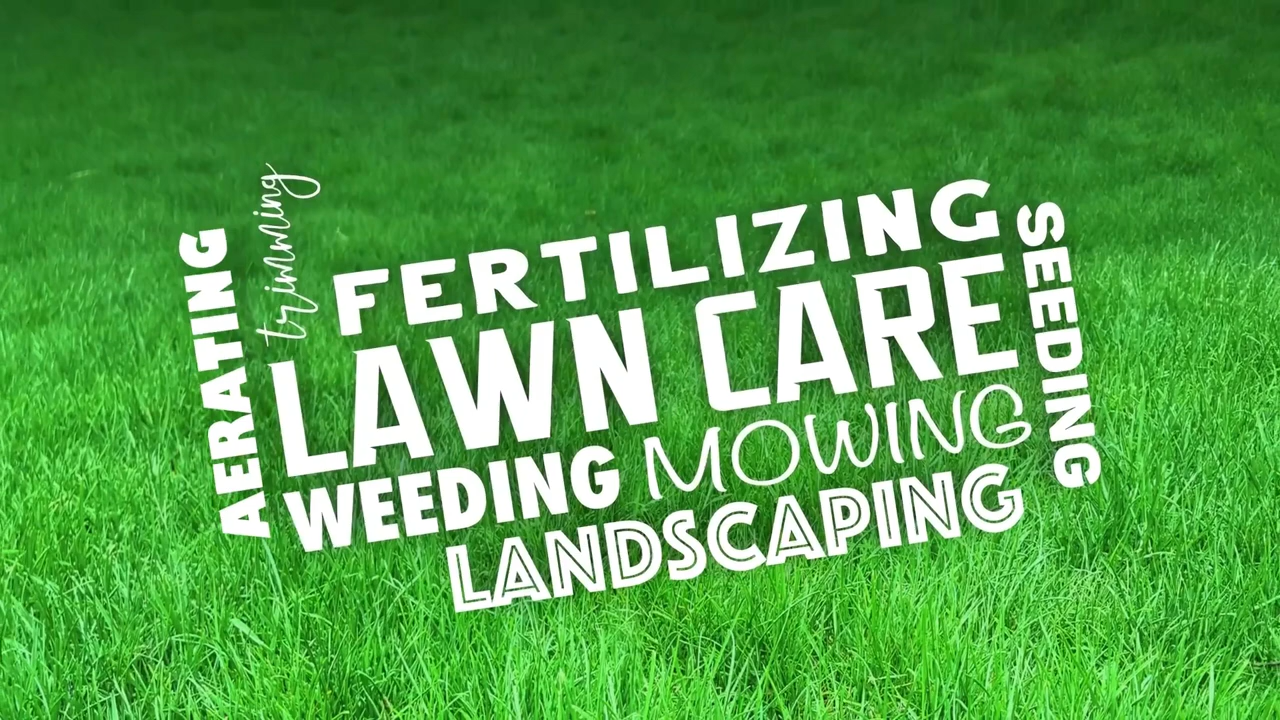 AERATING
trimming
FERTILIZING
LAWN CARE
WEEDING MOWING
LANDSCAPING
SEEDING